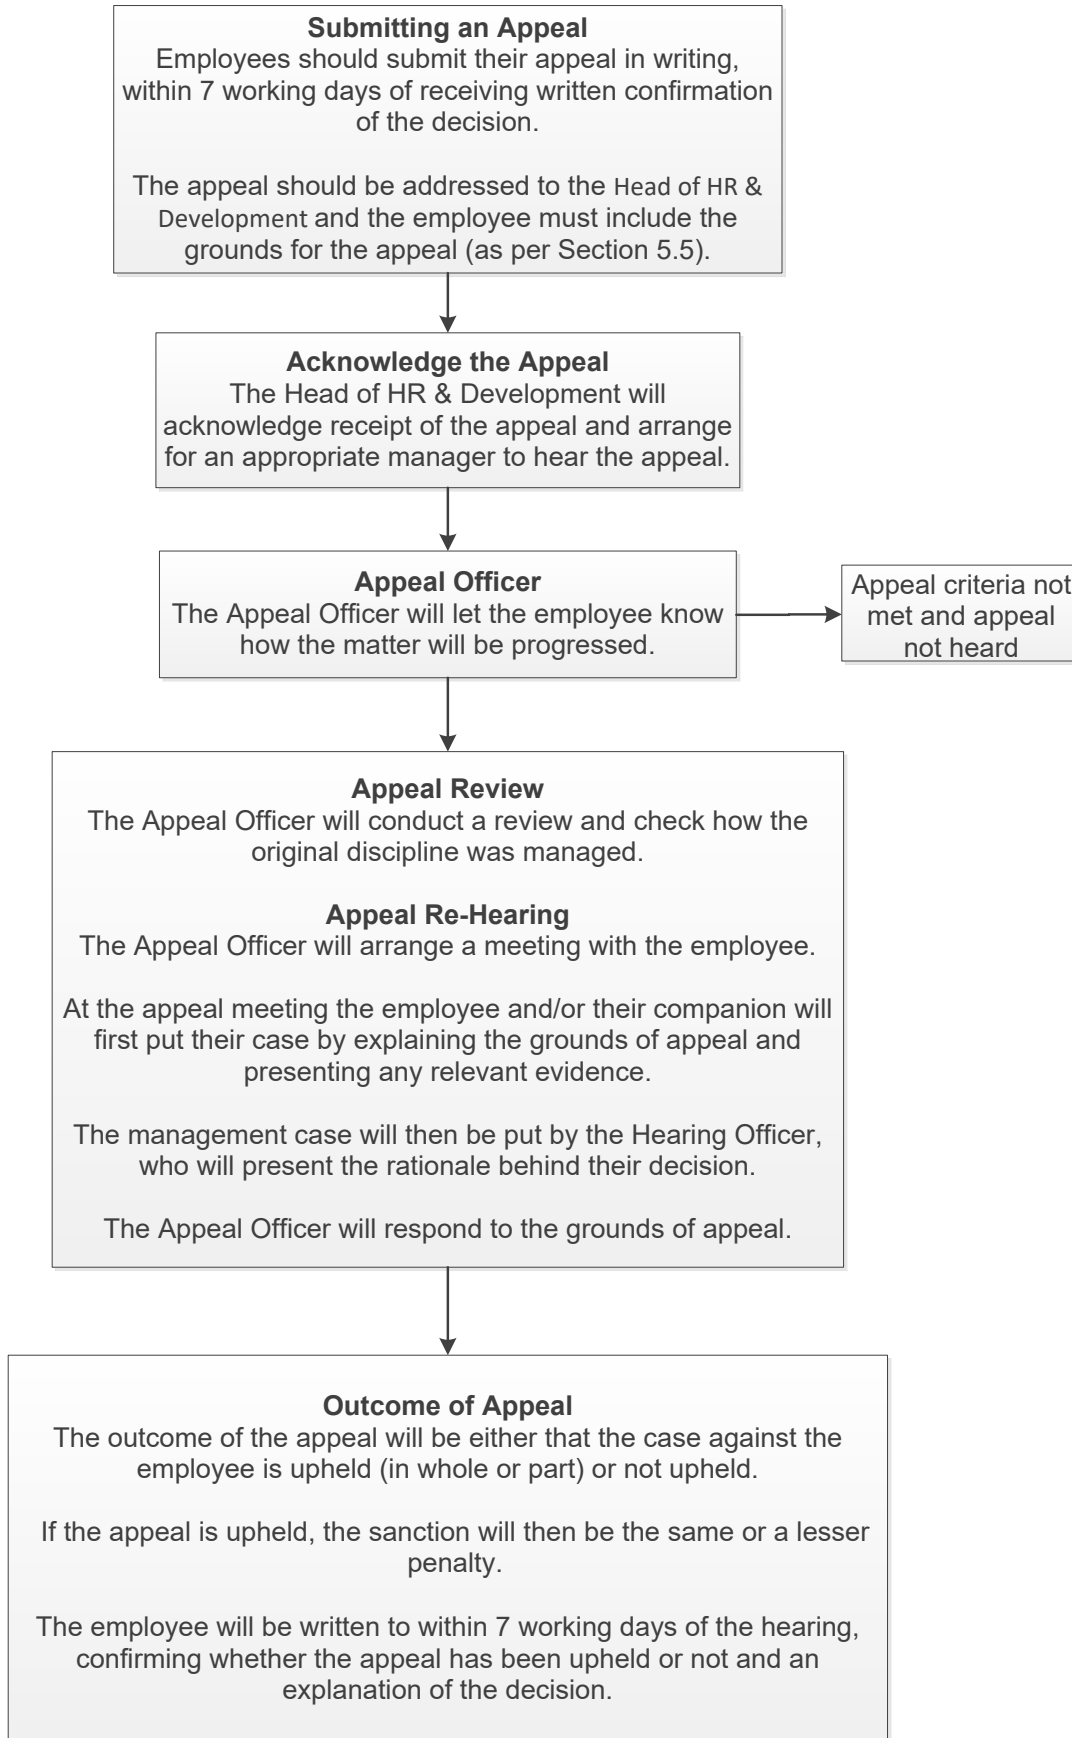 Submitting an Appeal
Employees should submit their appeal in writing,
within 7 working days of receiving written confirmation
of the decision.
The appeal should be addressed to the Head of HR &
Development and the employee must include the
grounds for the appeal (as per Section 5.5).
Acknowledge the Appeal
The Head of HR & Development will
acknowledge receipt of the appeal and arrange
for an appropriate manager to hear the appeal.
Appeal Officer
The Appeal Officer will let the employee know
how the matter will be progressed.
Appeal criteria not
met and appeal
not heard
Appeal Review
The Appeal Officer will conduct a review and check how the
original discipline was managed.
Appeal Re-Hearing
The Appeal Officer will arrange a meeting with the employee.
At the appeal meeting the employee and/or their companion will
first put their case by explaining the grounds of appeal and
presenting any relevant evidence.
The management case will then be put by the Hearing Officer,
who will present the rationale behind their decision.
The Appeal Officer will respond to the grounds of appeal.
Outcome of Appeal
The outcome of the appeal will be either that the case against the
employee is upheld (in whole or part) or not upheld.
If the appeal is upheld, the sanction will then be the same or a lesser
penalty.
The employee will be written to within 7 working days of the hearing,
confirming whether the appeal has been upheld or not and an
explanation of the decision.